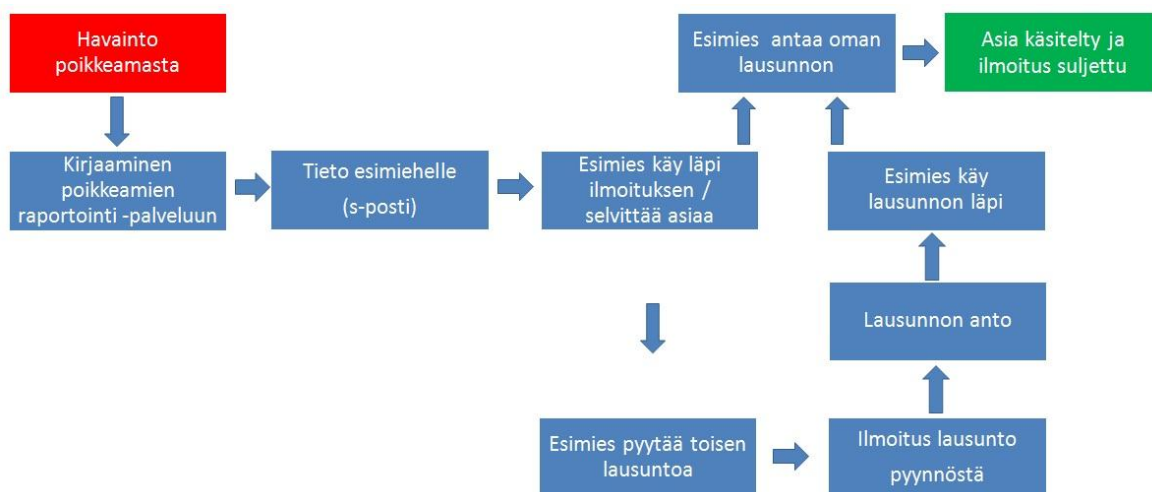 Havainto
poikkeamasta
Esimies antaa oman
lausunnon
Asia käsitelty ja
ilmoitus suljettu
Kirjaaminen
poikkeamien
raportointi -palveluun
Tieto esimiehelle
(s-posti)
Esimies käy läpi
ilmoituksen /
selvittää asiaa
Esimies käy
lausunnon läpi
Lausunnon anto
Esimies pyytää toisen
lausuntoa
Ilmoitus lausunto
pyynnöstä